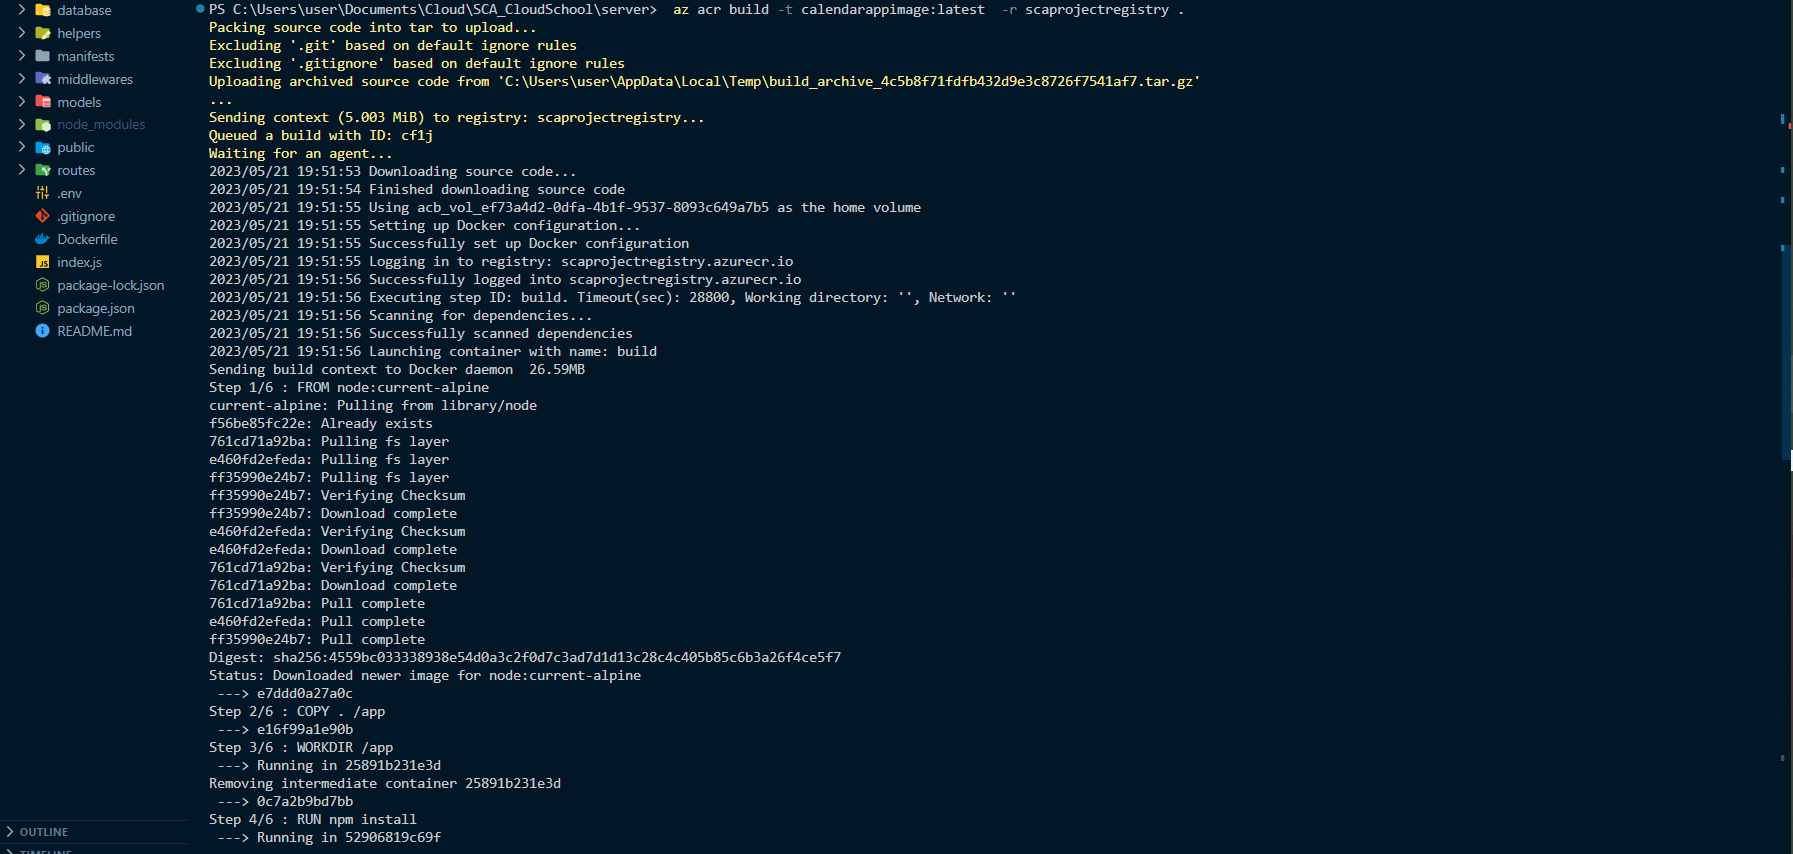 database
helpers
manifests
middlewares
models
node_modules
public
routes
.env
.gitignore
Dockerfile
index.js
package-lock.json
package.json
README.md
OUTLINE
TIMELINE
PS C:\Users\user\Documents\Cloud\SCA_CloudSchool\server>  az acr build -t calendarappimage:latest  -r scaprojectregistry .
Packing source code into tar to upload...
Excluding '.git' based on default ignore rules
Excluding '.gitignore' based on default ignore rules
Uploading archived source code from 'C:\Users\user\AppData\Local\Temp\build_archive_4c5b8f71fdfb432d9e3c8726f7541af7.tar.gz'
...
Sending context (5.003 MiB) to registry: scaprojectregistry...
Queued a build with ID: cf1j
Waiting for an agent...
2023/05/21 19:51:53 Downloading source code...
2023/05/21 19:51:54 Finished downloading source code
2023/05/21 19:51:55 Using acb_vol_ef73a4d2-0dfa-4b1f-9537-8093c649a7b5 as the home volume
2023/05/21 19:51:55 Setting up Docker configuration...
2023/05/21 19:51:55 Successfully set up Docker configuration
2023/05/21 19:51:55 Logging in to registry: scaprojectregistry.azurecr.io
2023/05/21 19:51:56 Successfully logged into scaprojectregistry.azurecr.io
2023/05/21 19:51:56 Executing step ID: build. Timeout(sec): 28800, Working directory: '', Network: ''
2023/05/21 19:51:56 Scanning for dependencies...
2023/05/21 19:51:56 Successfully scanned dependencies
2023/05/21 19:51:56 Launching container with name: build
Sending build context to Docker daemon  26.59MB
Step 1/6 : FROM node:current-alpine
current-alpine: Pulling from library/node
f56be85fc22e: Already exists
761cd71a92ba: Pulling fs layer
e460fd2efeda: Pulling fs layer
ff35990e24b7: Pulling fs layer
ff35990e24b7: Verifying Checksum
ff35990e24b7: Download complete
e460fd2efeda: Verifying Checksum
e460fd2efeda: Download complete
761cd71a92ba: Verifying Checksum
761cd71a92ba: Download complete
761cd71a92ba: Pull complete
e460fd2efeda: Pull complete
ff35990e24b7: Pull complete
Digest: sha256:4559bc033338938e54d0a3c2f0d7c3ad7d1d13c28c4c405b85c6b3a26f4ce5f7
Status: Downloaded newer image for node:current-alpine
 ---> e7ddd0a27a0c
Step 2/6 : COPY . /app
 ---> e16f99a1e90b
Step 3/6 : WORKDIR /app
 ---> Running in 25891b231e3d
Removing intermediate container 25891b231e3d
 ---> 0c7a2b9bd7bb
Step 4/6 : RUN npm install
 ---> Running in 52906819c69f